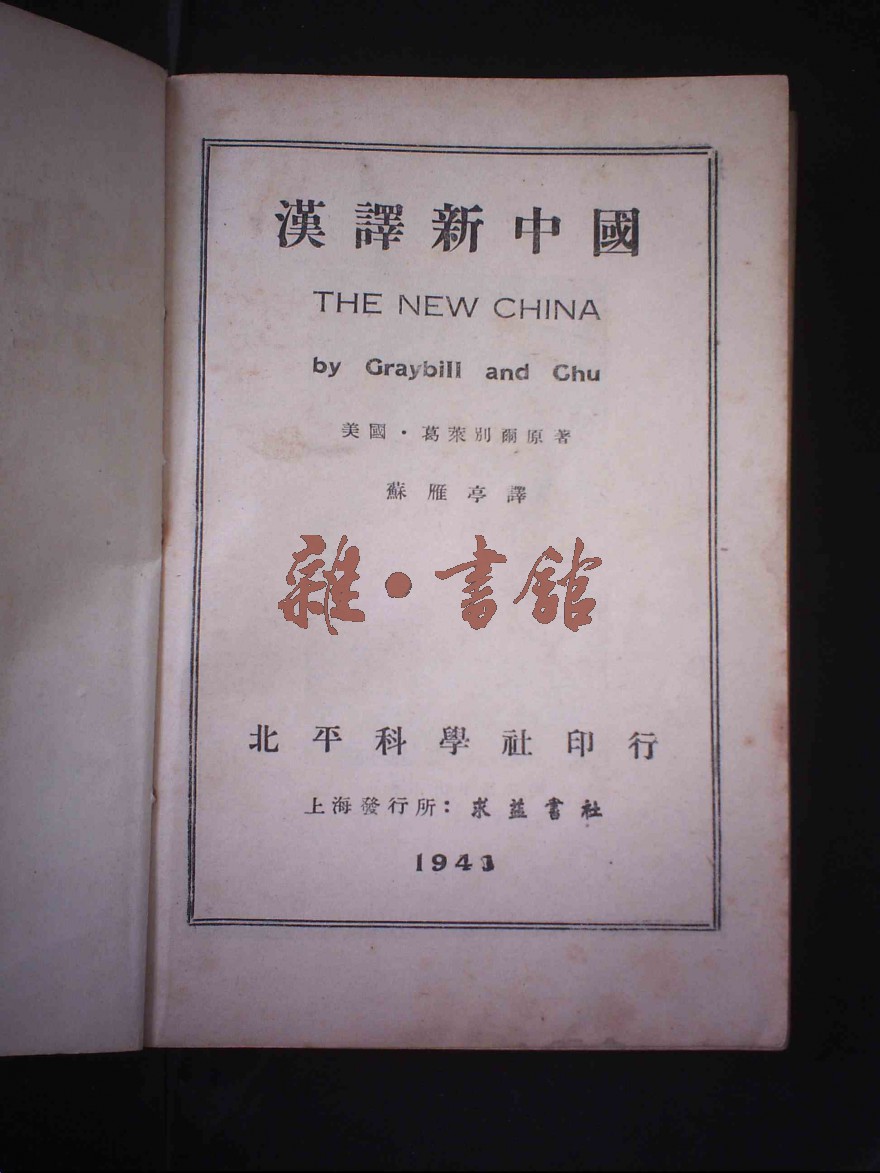 漢譯新中國
THE NEW CHINA
by Graybill and Chu
美國·葛萊別爾原著
蘇雁亭譯
雜·書館
北平科學社印行
上海發行所：求益書社